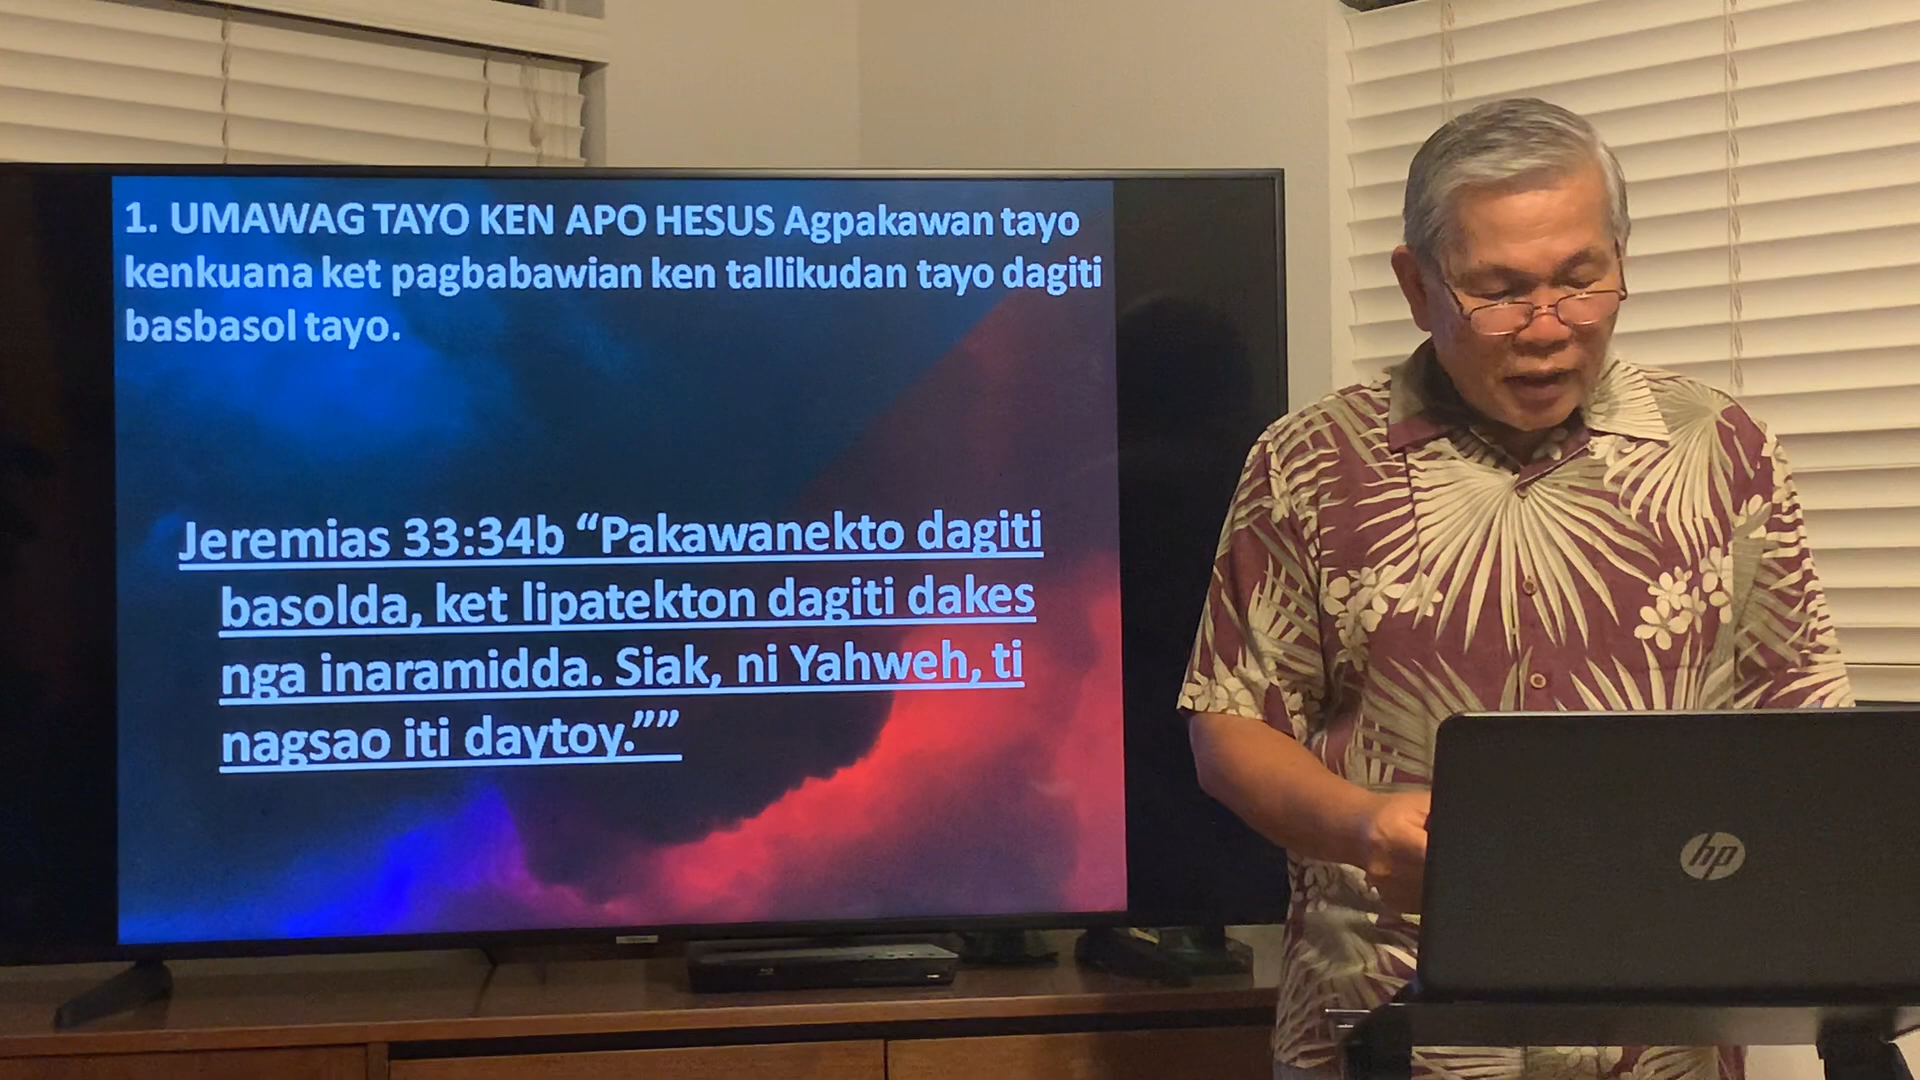 1. UMAWAG TAYO KEN APO HESUS Agpakawan tayo
kenkuana ket pagbabawian ken tallikudan tayo dagiti
basbasol tayo.
Jeremias 33:34b “Pakawanekto dagiti
basolda, ket lipatekton dagiti dakes
nga inaramidda. Siak, ni Yahweh, ti
nagsao iti daytoy.””
hp